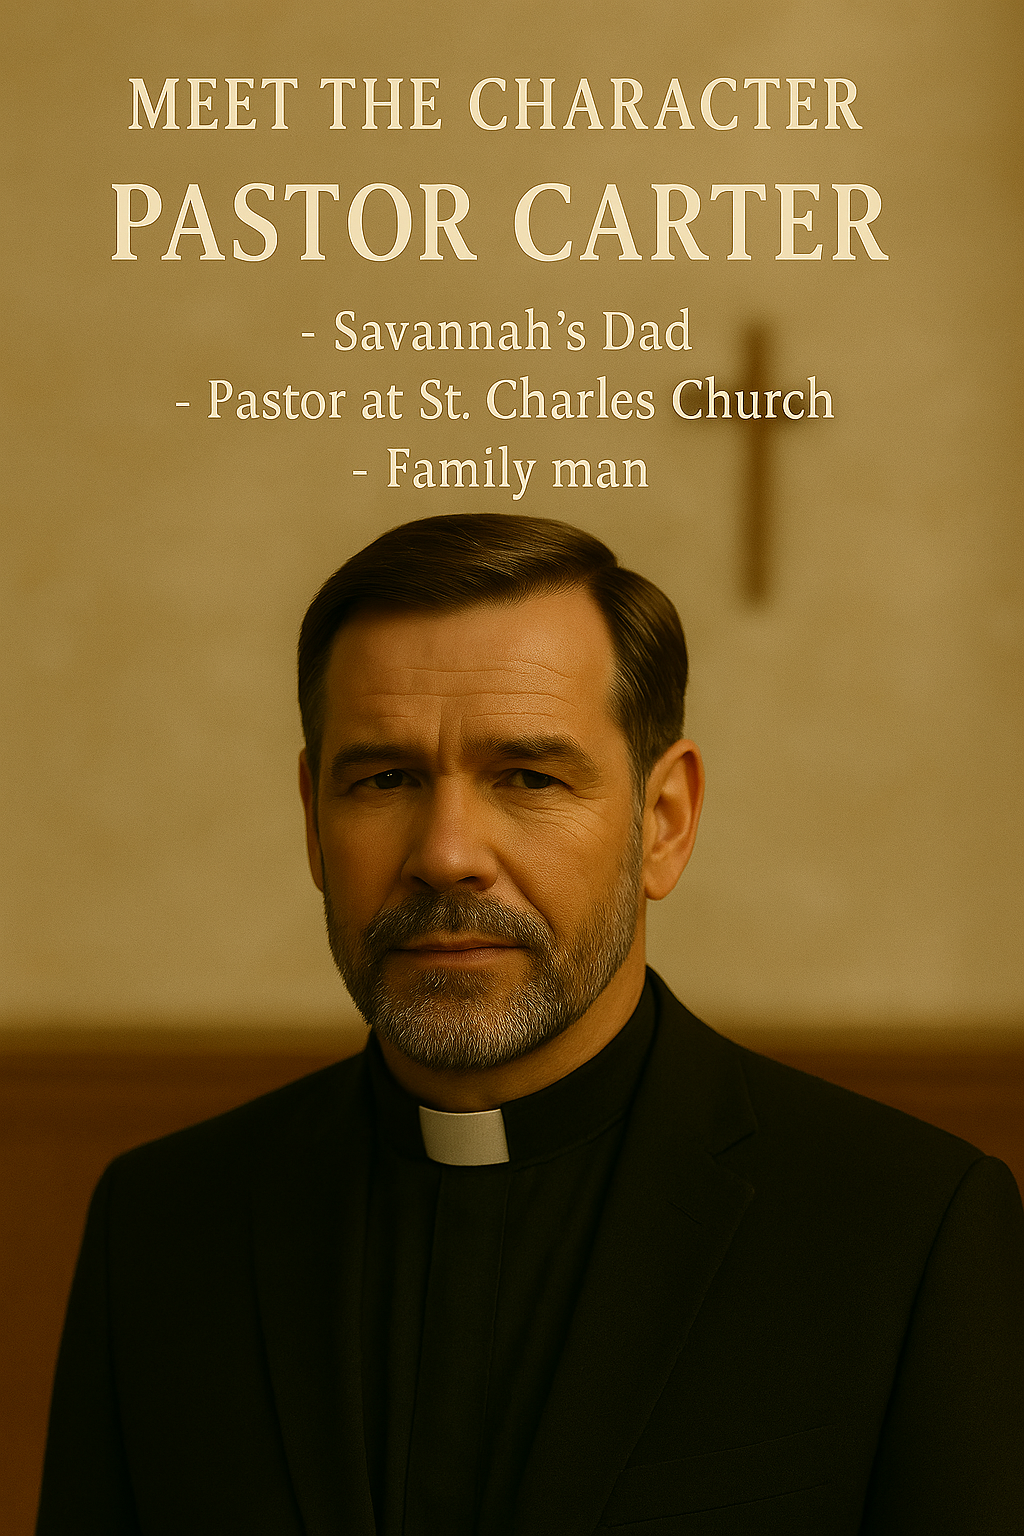 MEET THE CHARACTER
PASTOR CARTER
- Savannah’s Dad
- Pastor at St. Charles Church
- Family man